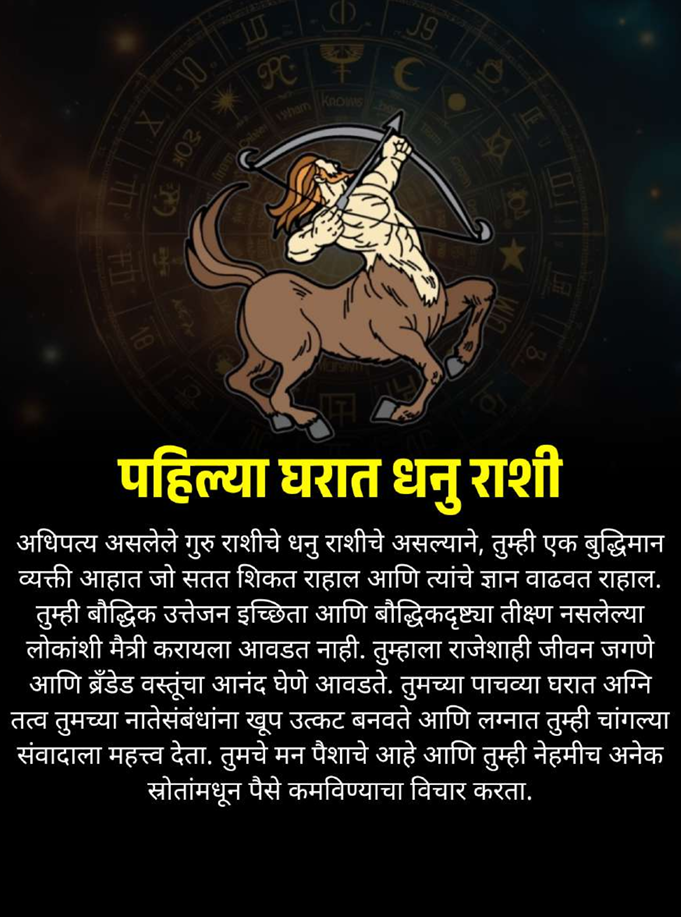 पहिल्या घरात धनु राशी
अधिपत्य असलेले गुरु राशीचे धनु राशीचे असल्याने, तुम्ही एक बुद्धिमान
व्यक्ती आहात जो सतत शिकत राहाल आणि त्यांचे ज्ञान वाढवत राहाल.
तुम्ही बौद्धिक उत्तेजन इच्छिता आणि बौद्धिकदृष्ट्या तीक्ष्ण नसलेल्या
लोकांशी मैत्री करायला आवडत नाही. तुम्हाला राजेशाही जीवन जगणे
आणि ब्रँडेड वस्तूंचा आनंद घेणे आवडते. तुमच्या पाचव्या घरात अग्नि
तत्व तुमच्या नातेसंबंधांना खूप उत्कट बनवते आणि लग्नात तुम्ही चांगल्या
संवादाला महत्त्व देता. तुमचे मन पैशाचे आहे आणि तुम्ही नेहमीच अनेक
स्रोतांमधून पैसे कमविण्याचा विचार करता.